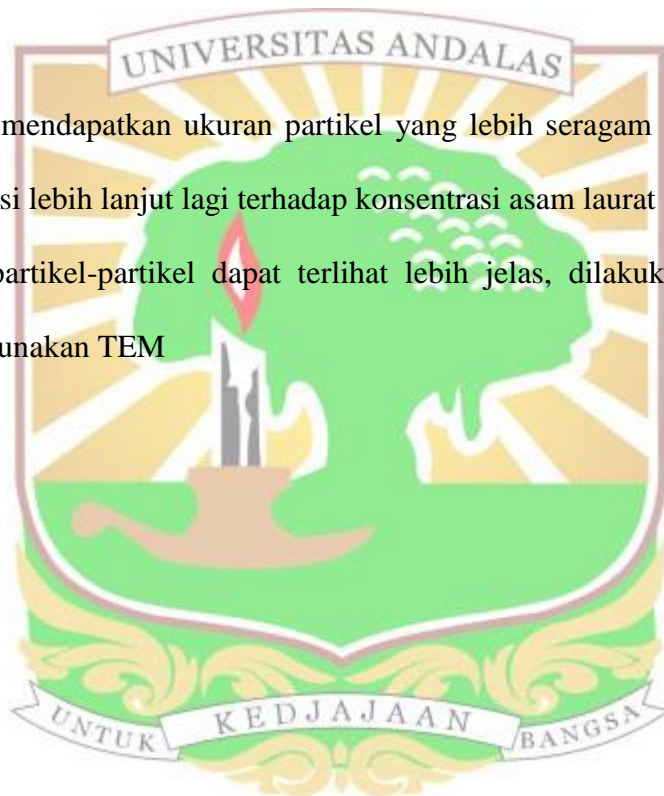 UNIVERSITAS ANDALAS
mendapatkan ukuran partikel yang lebih seragam
si lebih lanjut lagi terhadap konsentrasi asam laurat
partikel-partikel dapat terlihat lebih jelas, dilakuk
unakan TEM
UNTUK KEDJAJAAN BANGSA